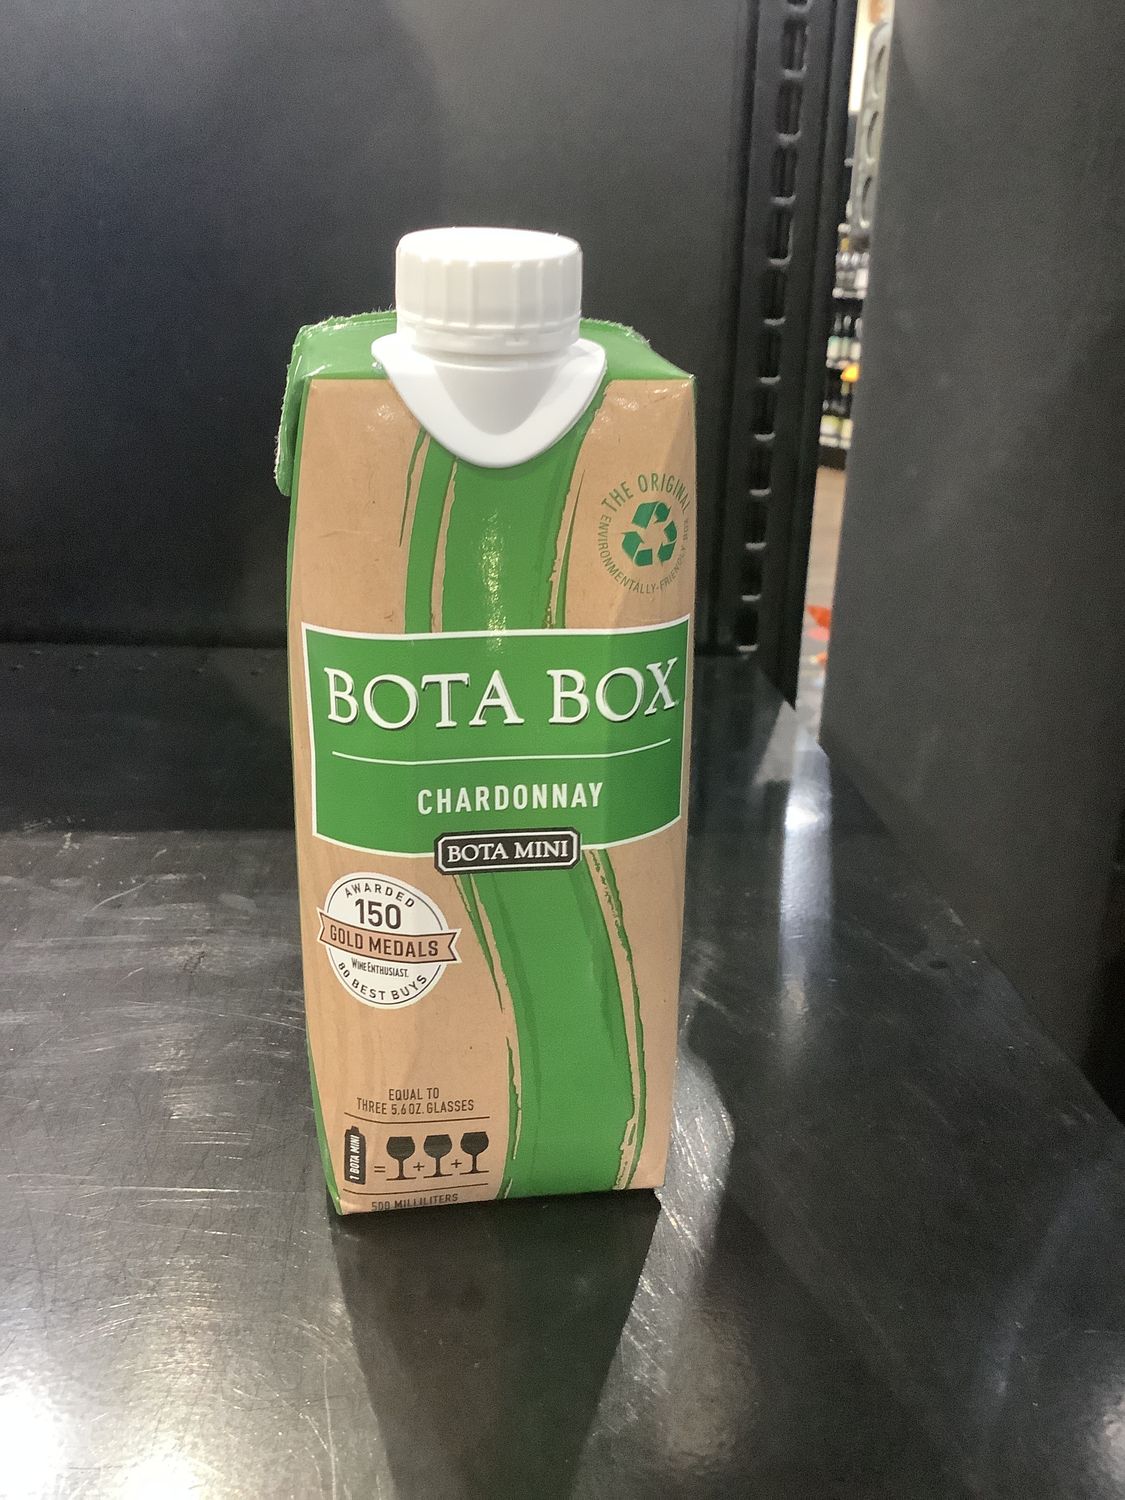 THE ORIGINAL
ENVIRONMENTALLY-FRIENDLY BOX
BOTA BOX
CHARDONNAY
BOTA MINI
AWARDED
150
GOLD MEDALS
WINE ENTHUSIAST.
80 BEST BUYS
EQUAL TO
THREE 5.6 OZ. GLASSES
1 BOTA MINI
= + +
500 MILLILITERS